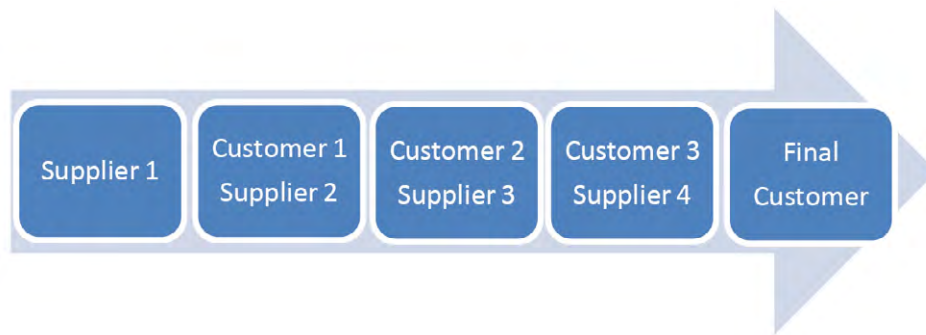 Supplier 1
Customer 1
Supplier 2
Customer 2
Supplier 3
Customer 3
Supplier 4
Final
Customer